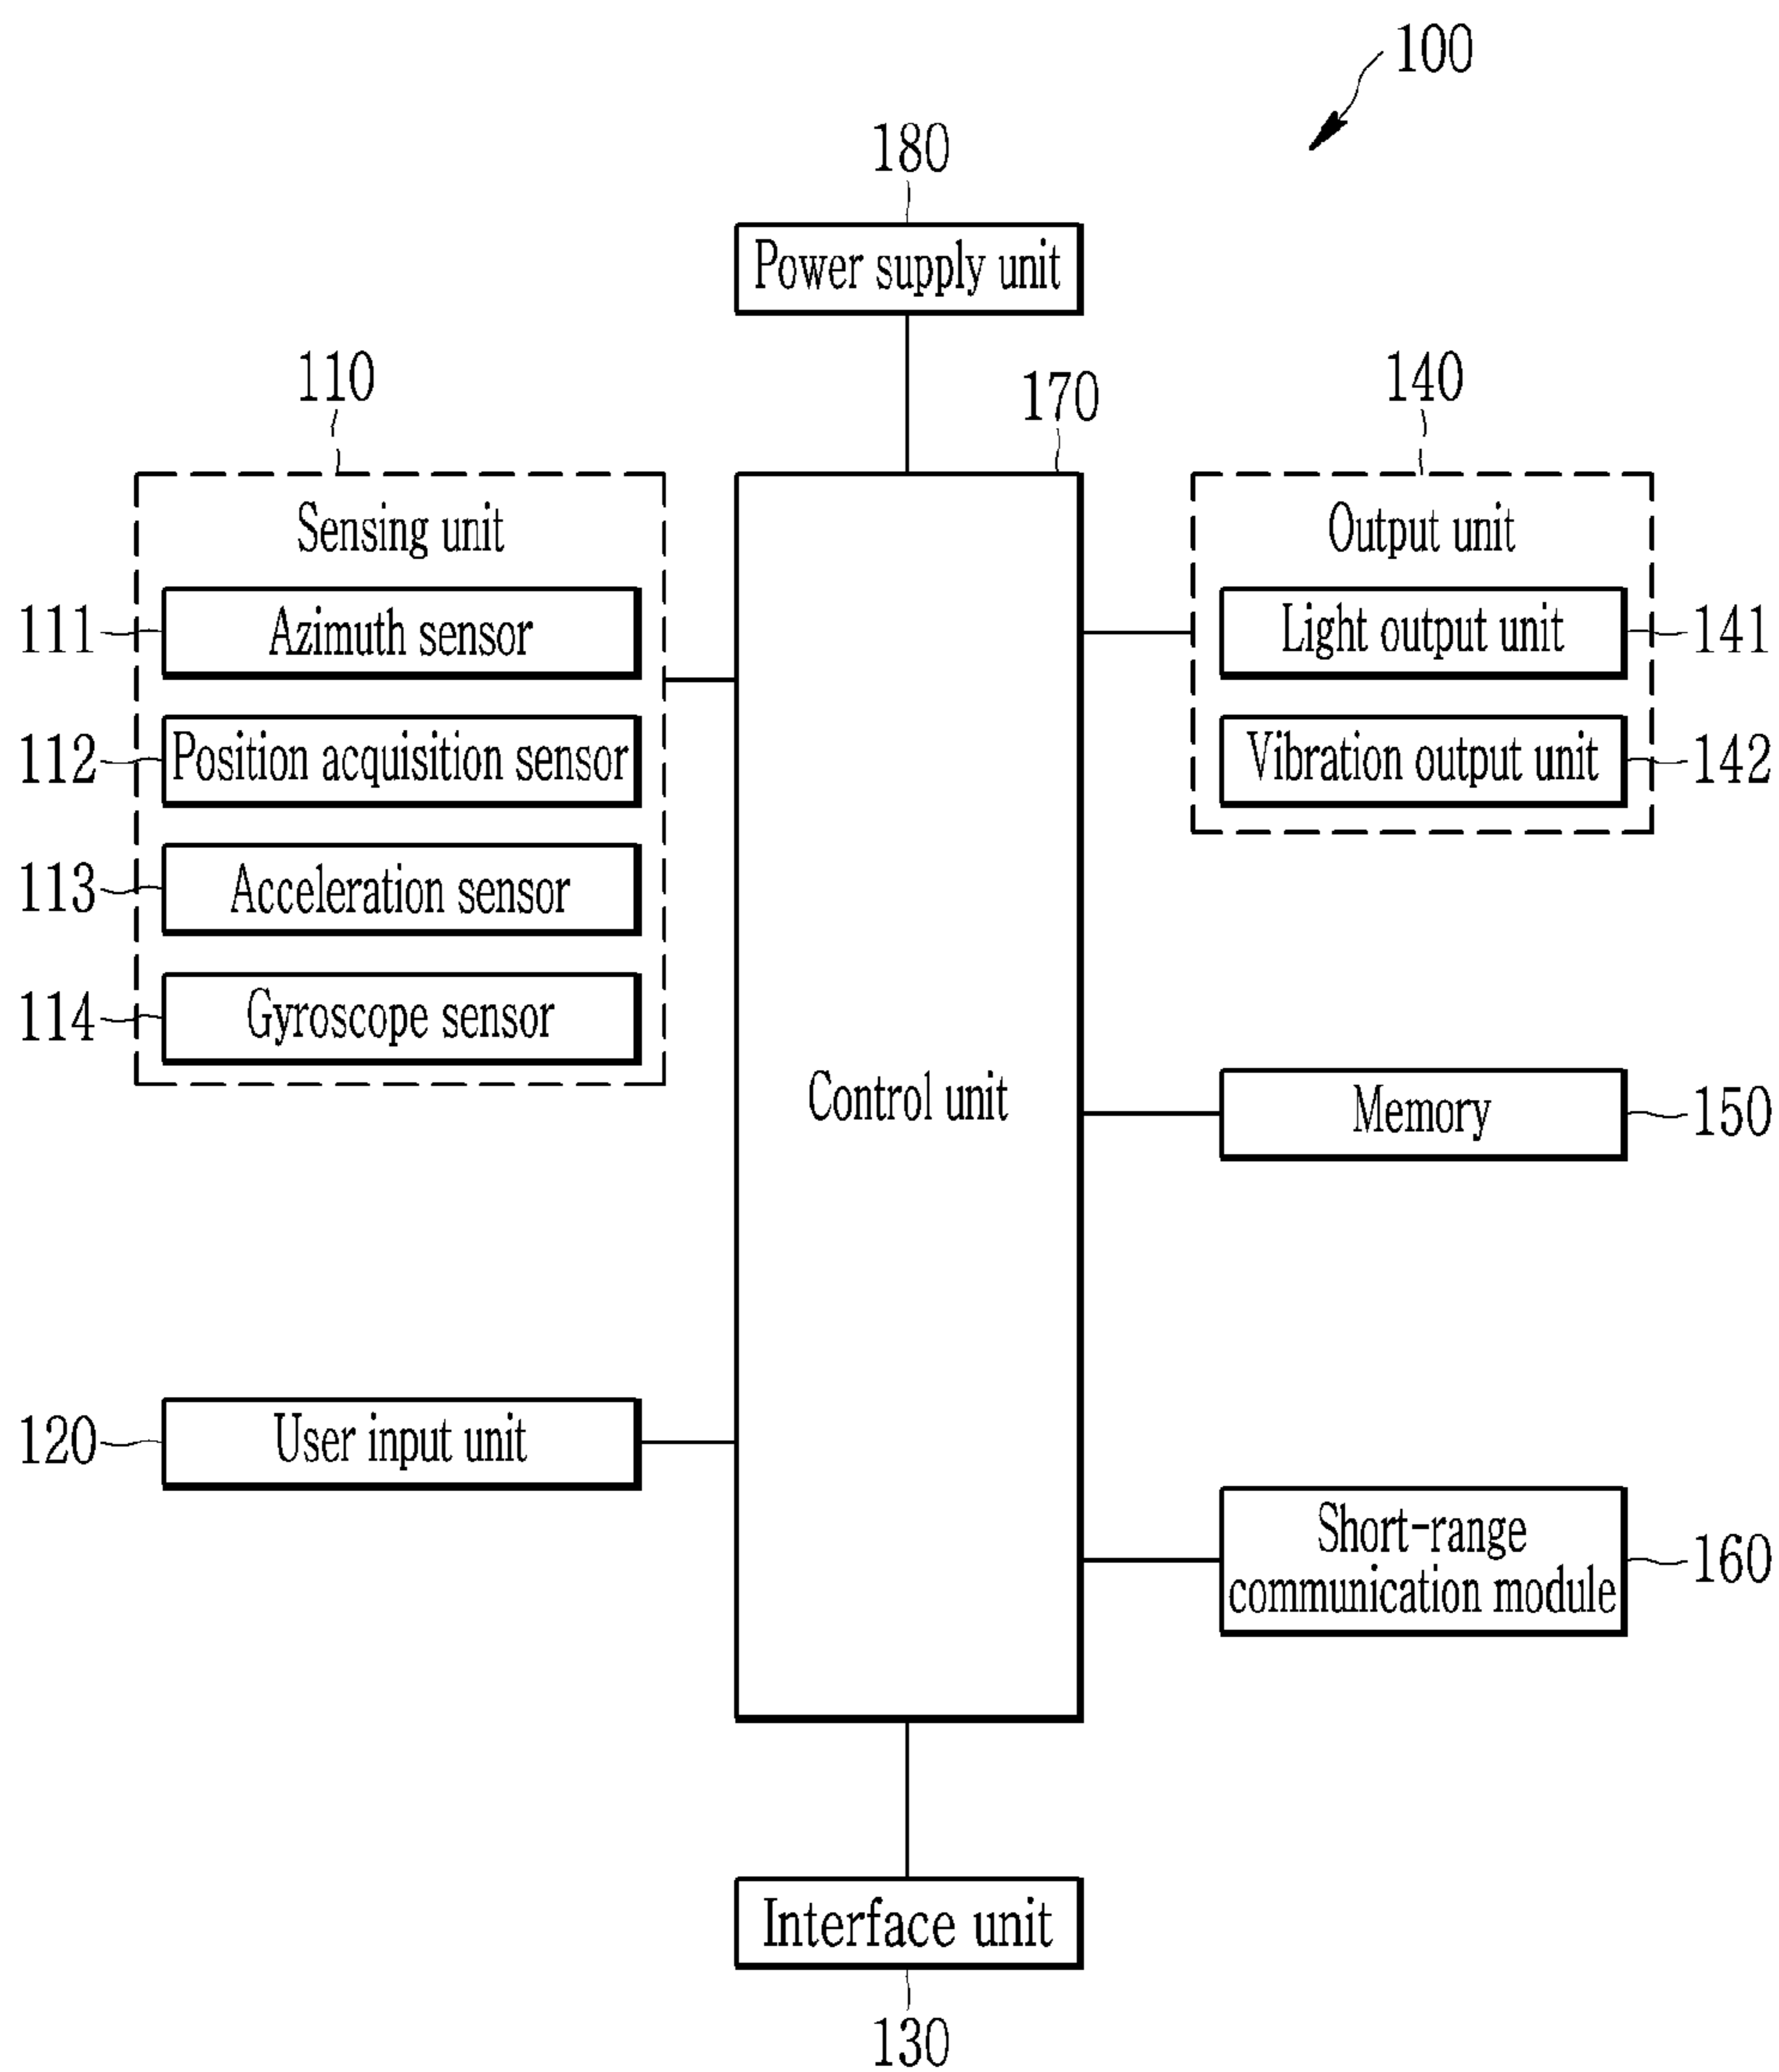 100
180
Power supply unit
110
170
140
Sensing unit
Output unit
111
Azimuth sensor
Light output unit
141
112
Position acquisition sensor
Vibration output unit
142
113
Acceleration sensor
114
Gyroscope sensor
Control unit
Memory
150
120
User input unit
Short-range
communication module
160
Interface unit
130